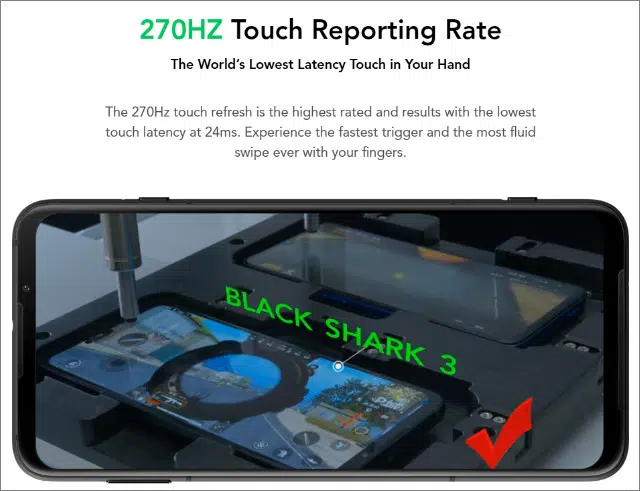 270HZ Touch Reporting Rate
The World's Lowest Latency Touch in Your Hand
The 270Hz touch refresh is the highest rated and results with the lowest
touch latency at 24ms. Experience the fastest trigger and the most fluid
swipe ever with your fingers.
BLACK SHARK 3